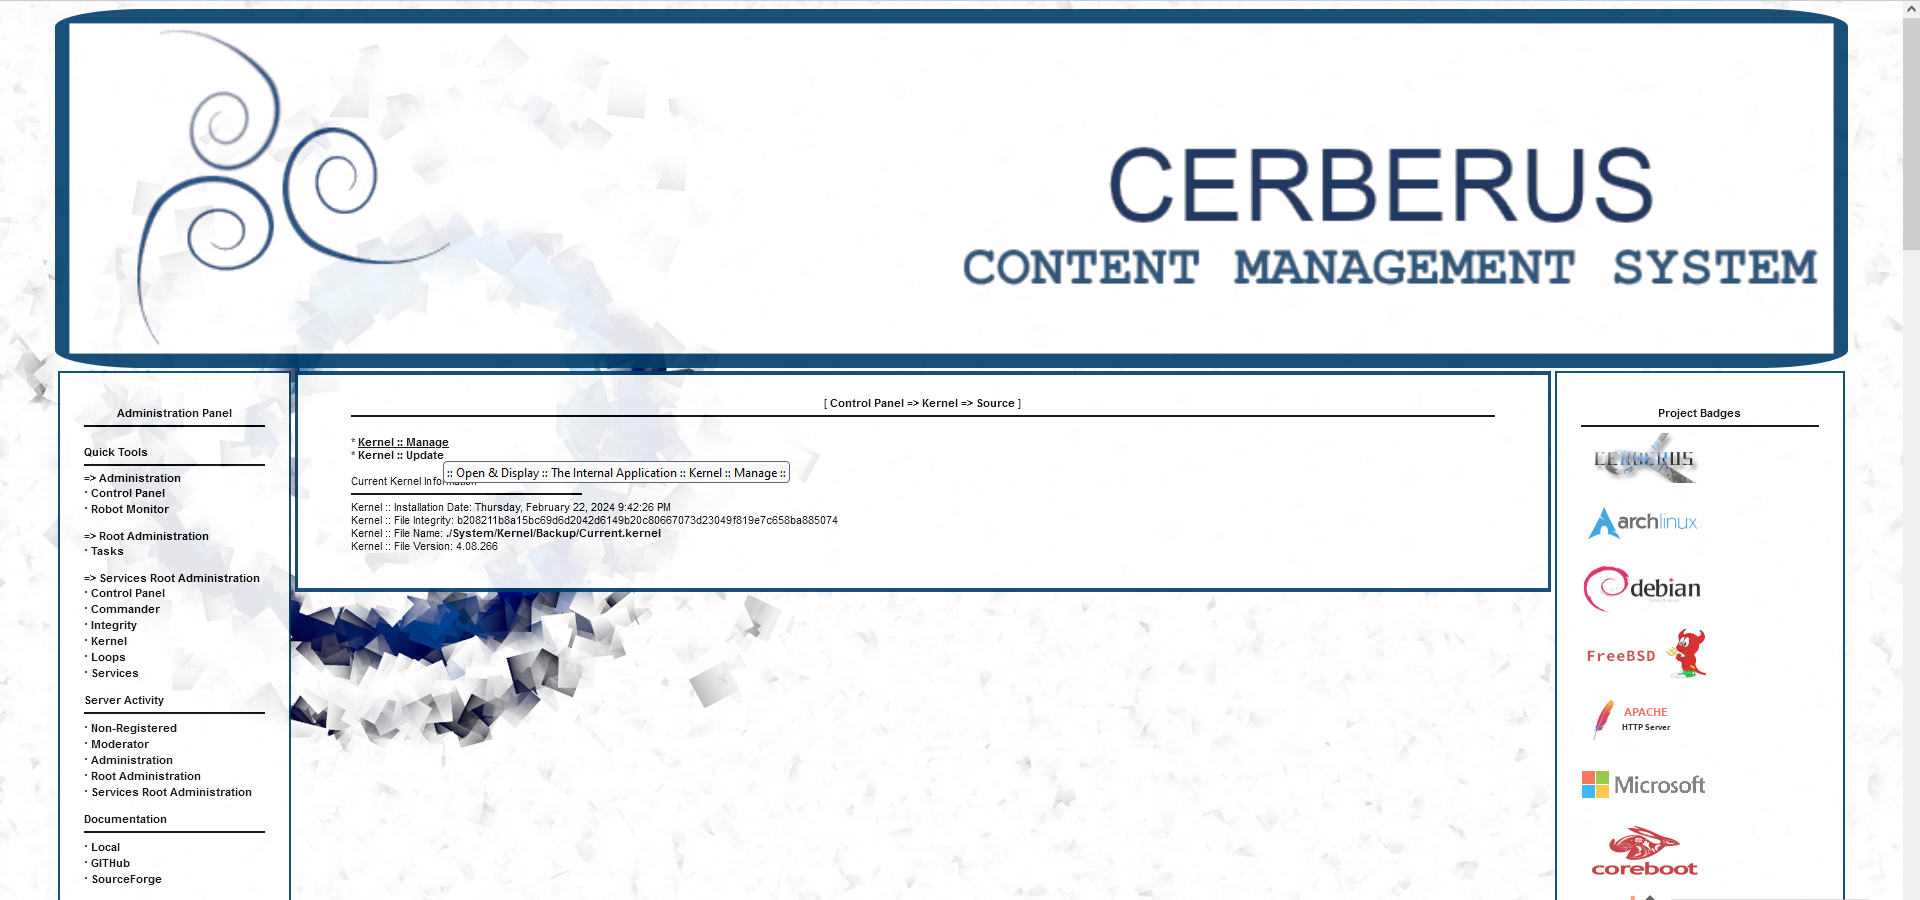 CERBERUS
CONTENT MANAGEMENT SYSTEM
Administration Panel
Quick Tools
=> Administration
· Control Panel
· Robot Monitor
=> Root Administration
· Tasks
=> Services Root Administration
· Control Panel
· Commander
· Integrity
· Kernel
· Loops
· Services
Server Activity
· Non-Registered
· Moderator
· Administration
· Root Administration
· Services Root Administration
Documentation
· Local
· GITHub
· SourceForge
[ Control Panel => Kernel => Source ]
* Kernel :: Manage
* Kernel :: Update
:: Open & Display :: The Internal Application :: Kernel :: Manage ::
Current Kernel Information
Kernel :: Installation Date: Thursday, February 22, 2024 9:42:26 PM
Kernel :: File Integrity: b208211b8a15bc69d6d2042d6149b20c80667073d23049f819e7c658ba885074
Kernel :: File Name: ./System/Kernel/Backup/Current.kernel
Kernel :: File Version: 4.08.266
Project Badges
CERBERUS
archlinux
debian
FreeBSD
APACHE
HTTP Server
Microsoft
coreboot